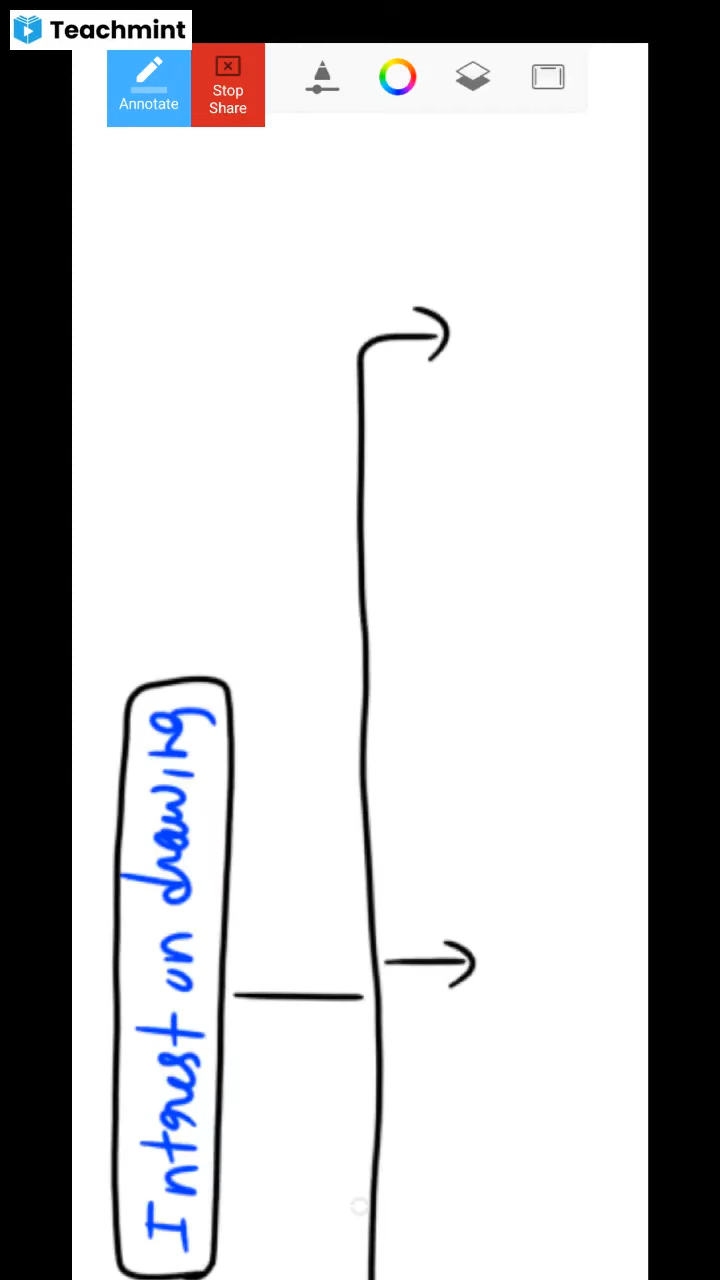 Teachmint
Annotate
Stop
Share
Interest on drawing